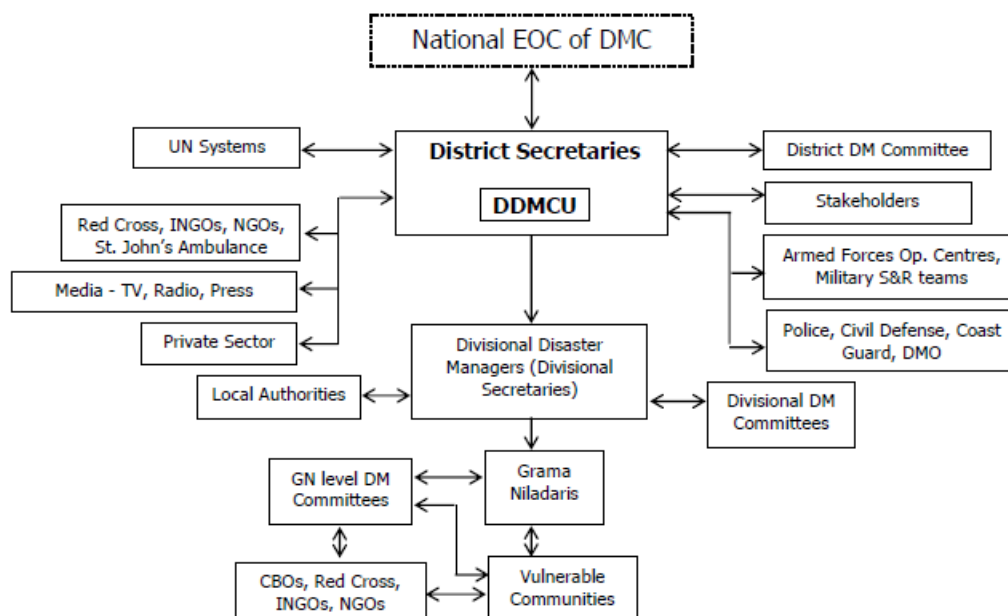 National EOC of DMC
UN Systems
District Secretaries
DDMCU
District DM Committee
Stakeholders
Red Cross, INGOs, NGOs,
St. John’s Ambulance
Armed Forces Op. Centres,
Military S&R teams
Media - TV, Radio, Press
Private Sector
Police, Civil Defense, Coast
Guard, DMO
Divisional Disaster
Managers (Divisional
Secretaries)
Local Authorities
Divisional DM
Committees
GN level DM
Committees
Grama
Niladaris
CBOs, Red Cross,
INGOs, NGOs
Vulnerable
Communities